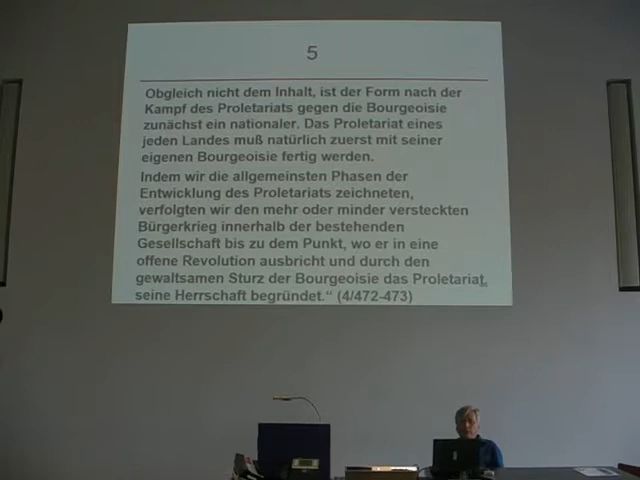 5
Obgleich nicht dem Inhalt, ist der Form nach der
Kampf des Proletariats gegen die Bourgeoisie
zunächst ein nationaler. Das Proletariat eines
jeden Landes muß natürlich zuerst mit seiner
eigenen Bourgeoisie fertig werden.
Indem wir die allgemeinsten Phasen der
Entwicklung des Proletariats zeichneten,
verfolgten wir den mehr oder minder versteckten
Bürgerkrieg innerhalb der bestehenden
Gesellschaft bis zu dem Punkt, wo er in eine
offene Revolution ausbricht und durch den
gewaltsamen Sturz der Bourgeoisie das Proletariat
seine Herrschaft begründet.“ (4/472-473)